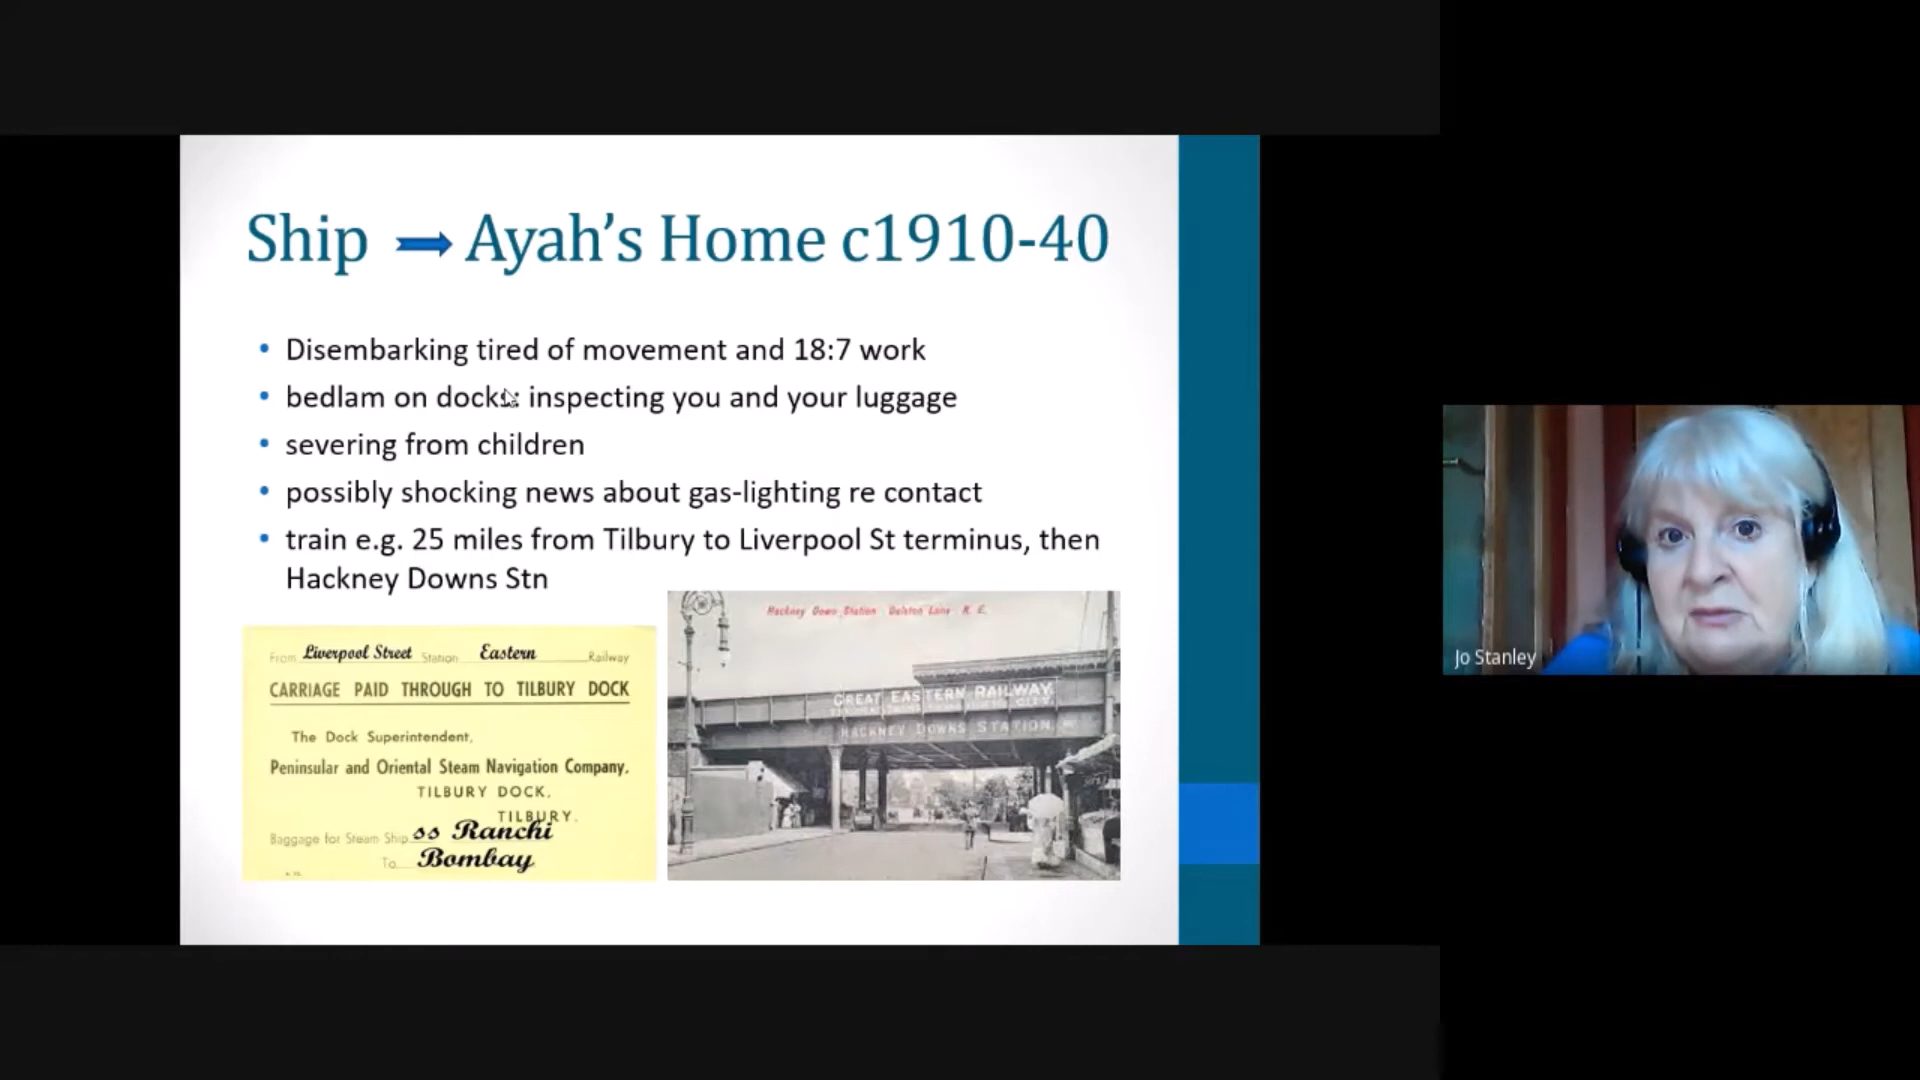 Ship → Ayah’s Home c1910-40
• Disembarking tired of movement and 18:7 work
• bedlam on docks: inspecting you and your luggage
• severing from children
• possibly shocking news about gas-lighting re contact
• train e.g. 25 miles from Tilbury to Liverpool St terminus, then
Hackney Downs Stn
From Liverpool Street Station Eastern Railway
CARRIAGE PAID THROUGH TO TILBURY DOCK
The Dock Superintendent,
Peninsular and Oriental Steam Navigation Company,
TILBURY DOCK,
TILBURY.
Baggage for Steam Ship ss Ranchi
To Bombay
Hackney Down Station Dalston Lane N. E.
GREAT EASTERN RAILWAY
CITY
HACKNEY DOWNS STATION
Jo Stanley